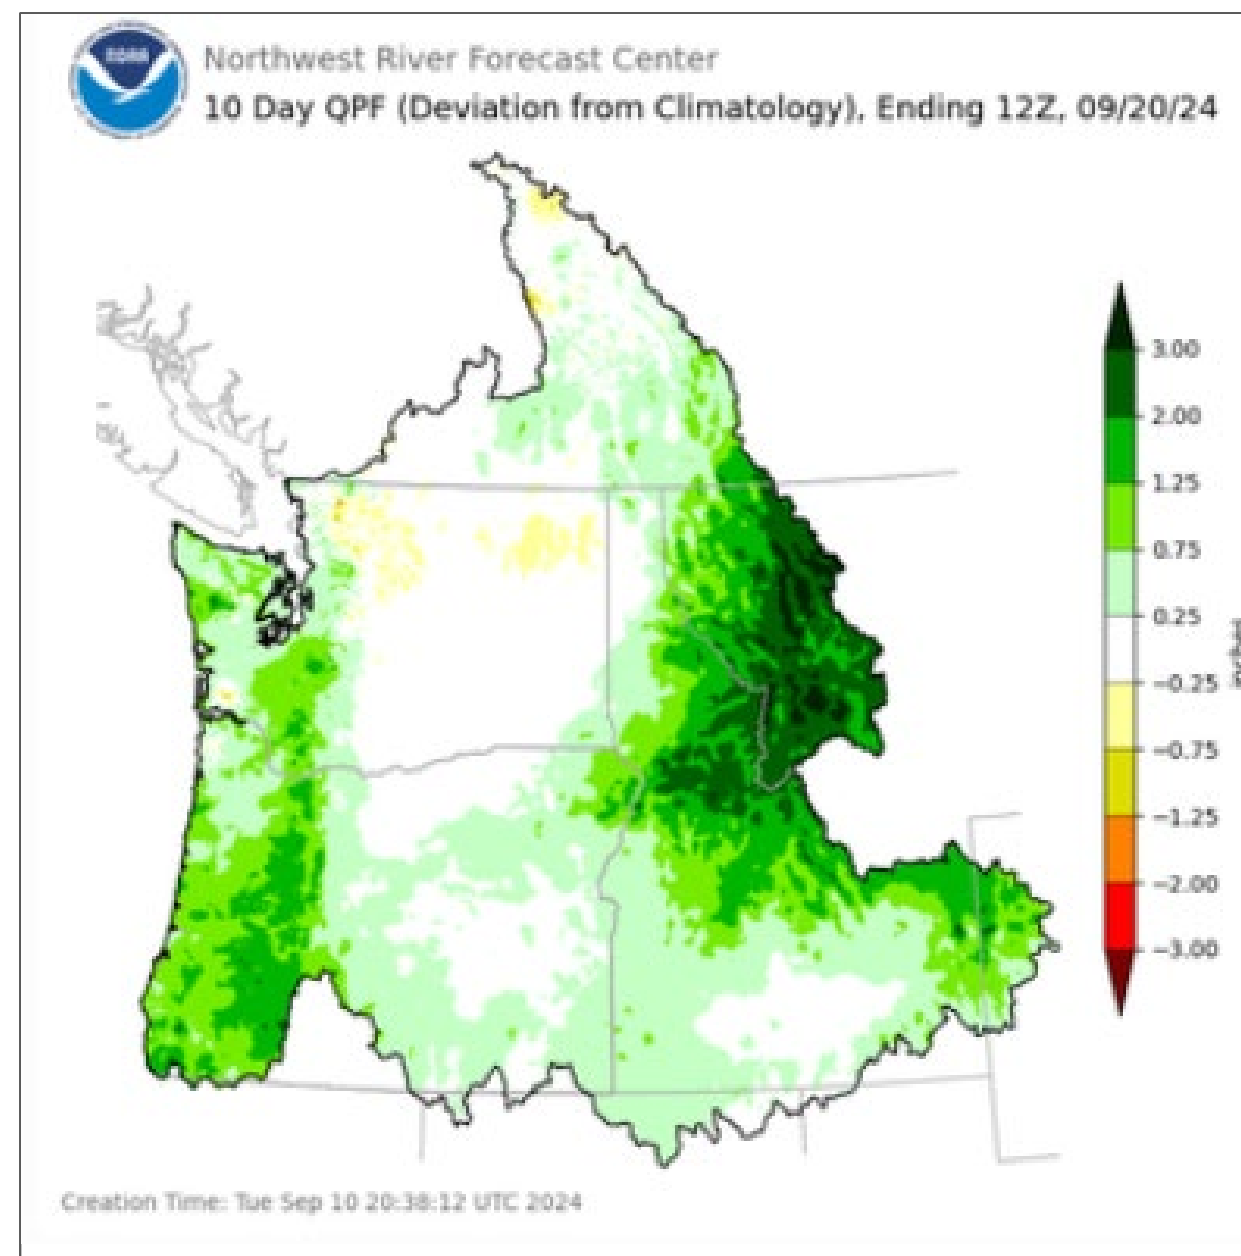 NOAA
Northwest River Forecast Center
10 Day QPF (Deviation from Climatology), Ending 12Z, 09/20/24
3.00
2.00
1.25
0.75
0.25
−0.25
−0.75
−1.25
−2.00
−3.00
inches
Creation Time: Tue Sep 10 20:38:12 UTC 2024